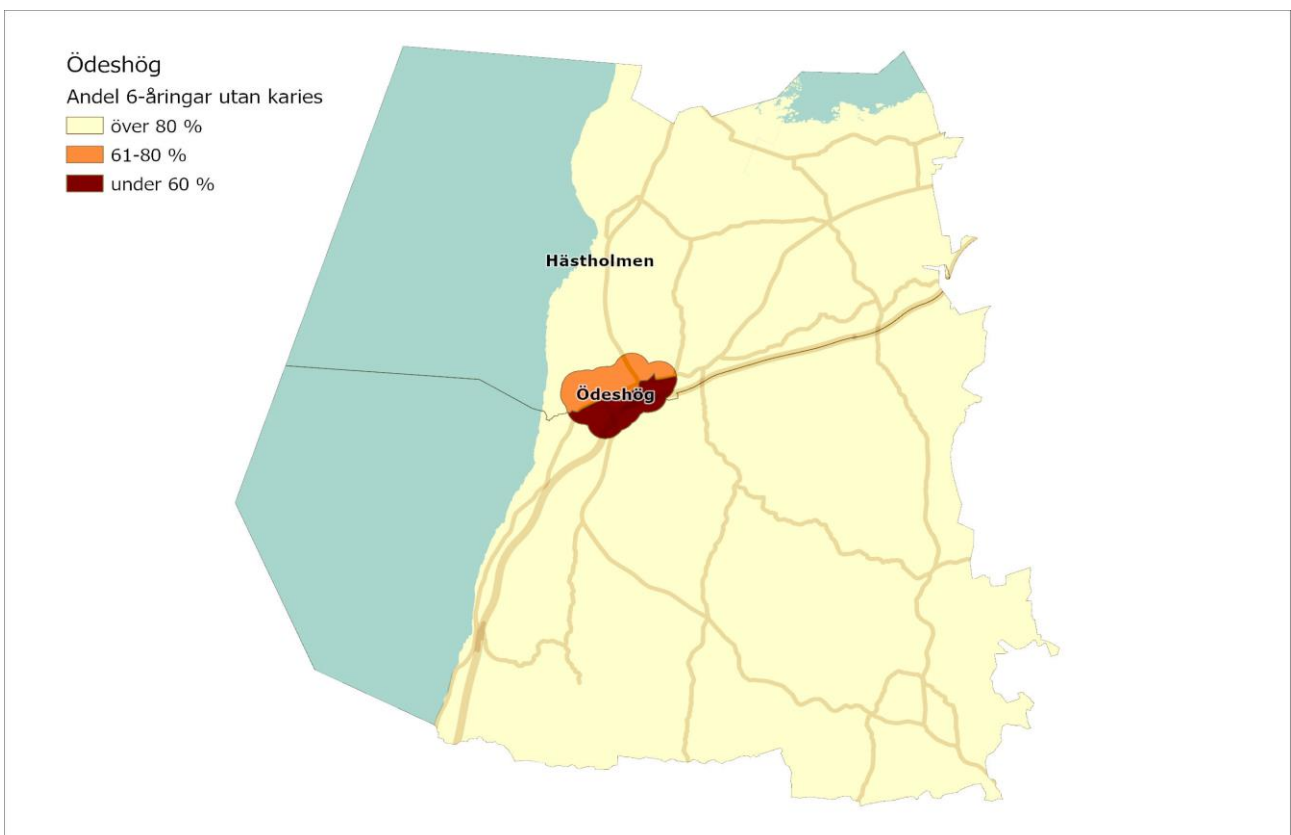 Ödeshög
Andel 6-åringar utan karies
över 80 %
61-80 %
under 60 %
Hästholmen
Ödeshög